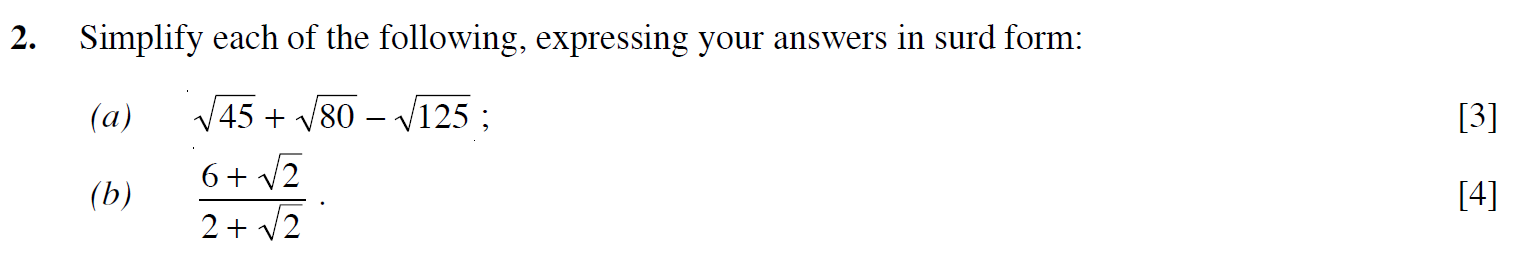 2. Simplify each of the following, expressing your answers in surd form:
(a) √45 + √80 – √125 ; [3]
(b) (6 + √2)/(2 + √2) . [4]